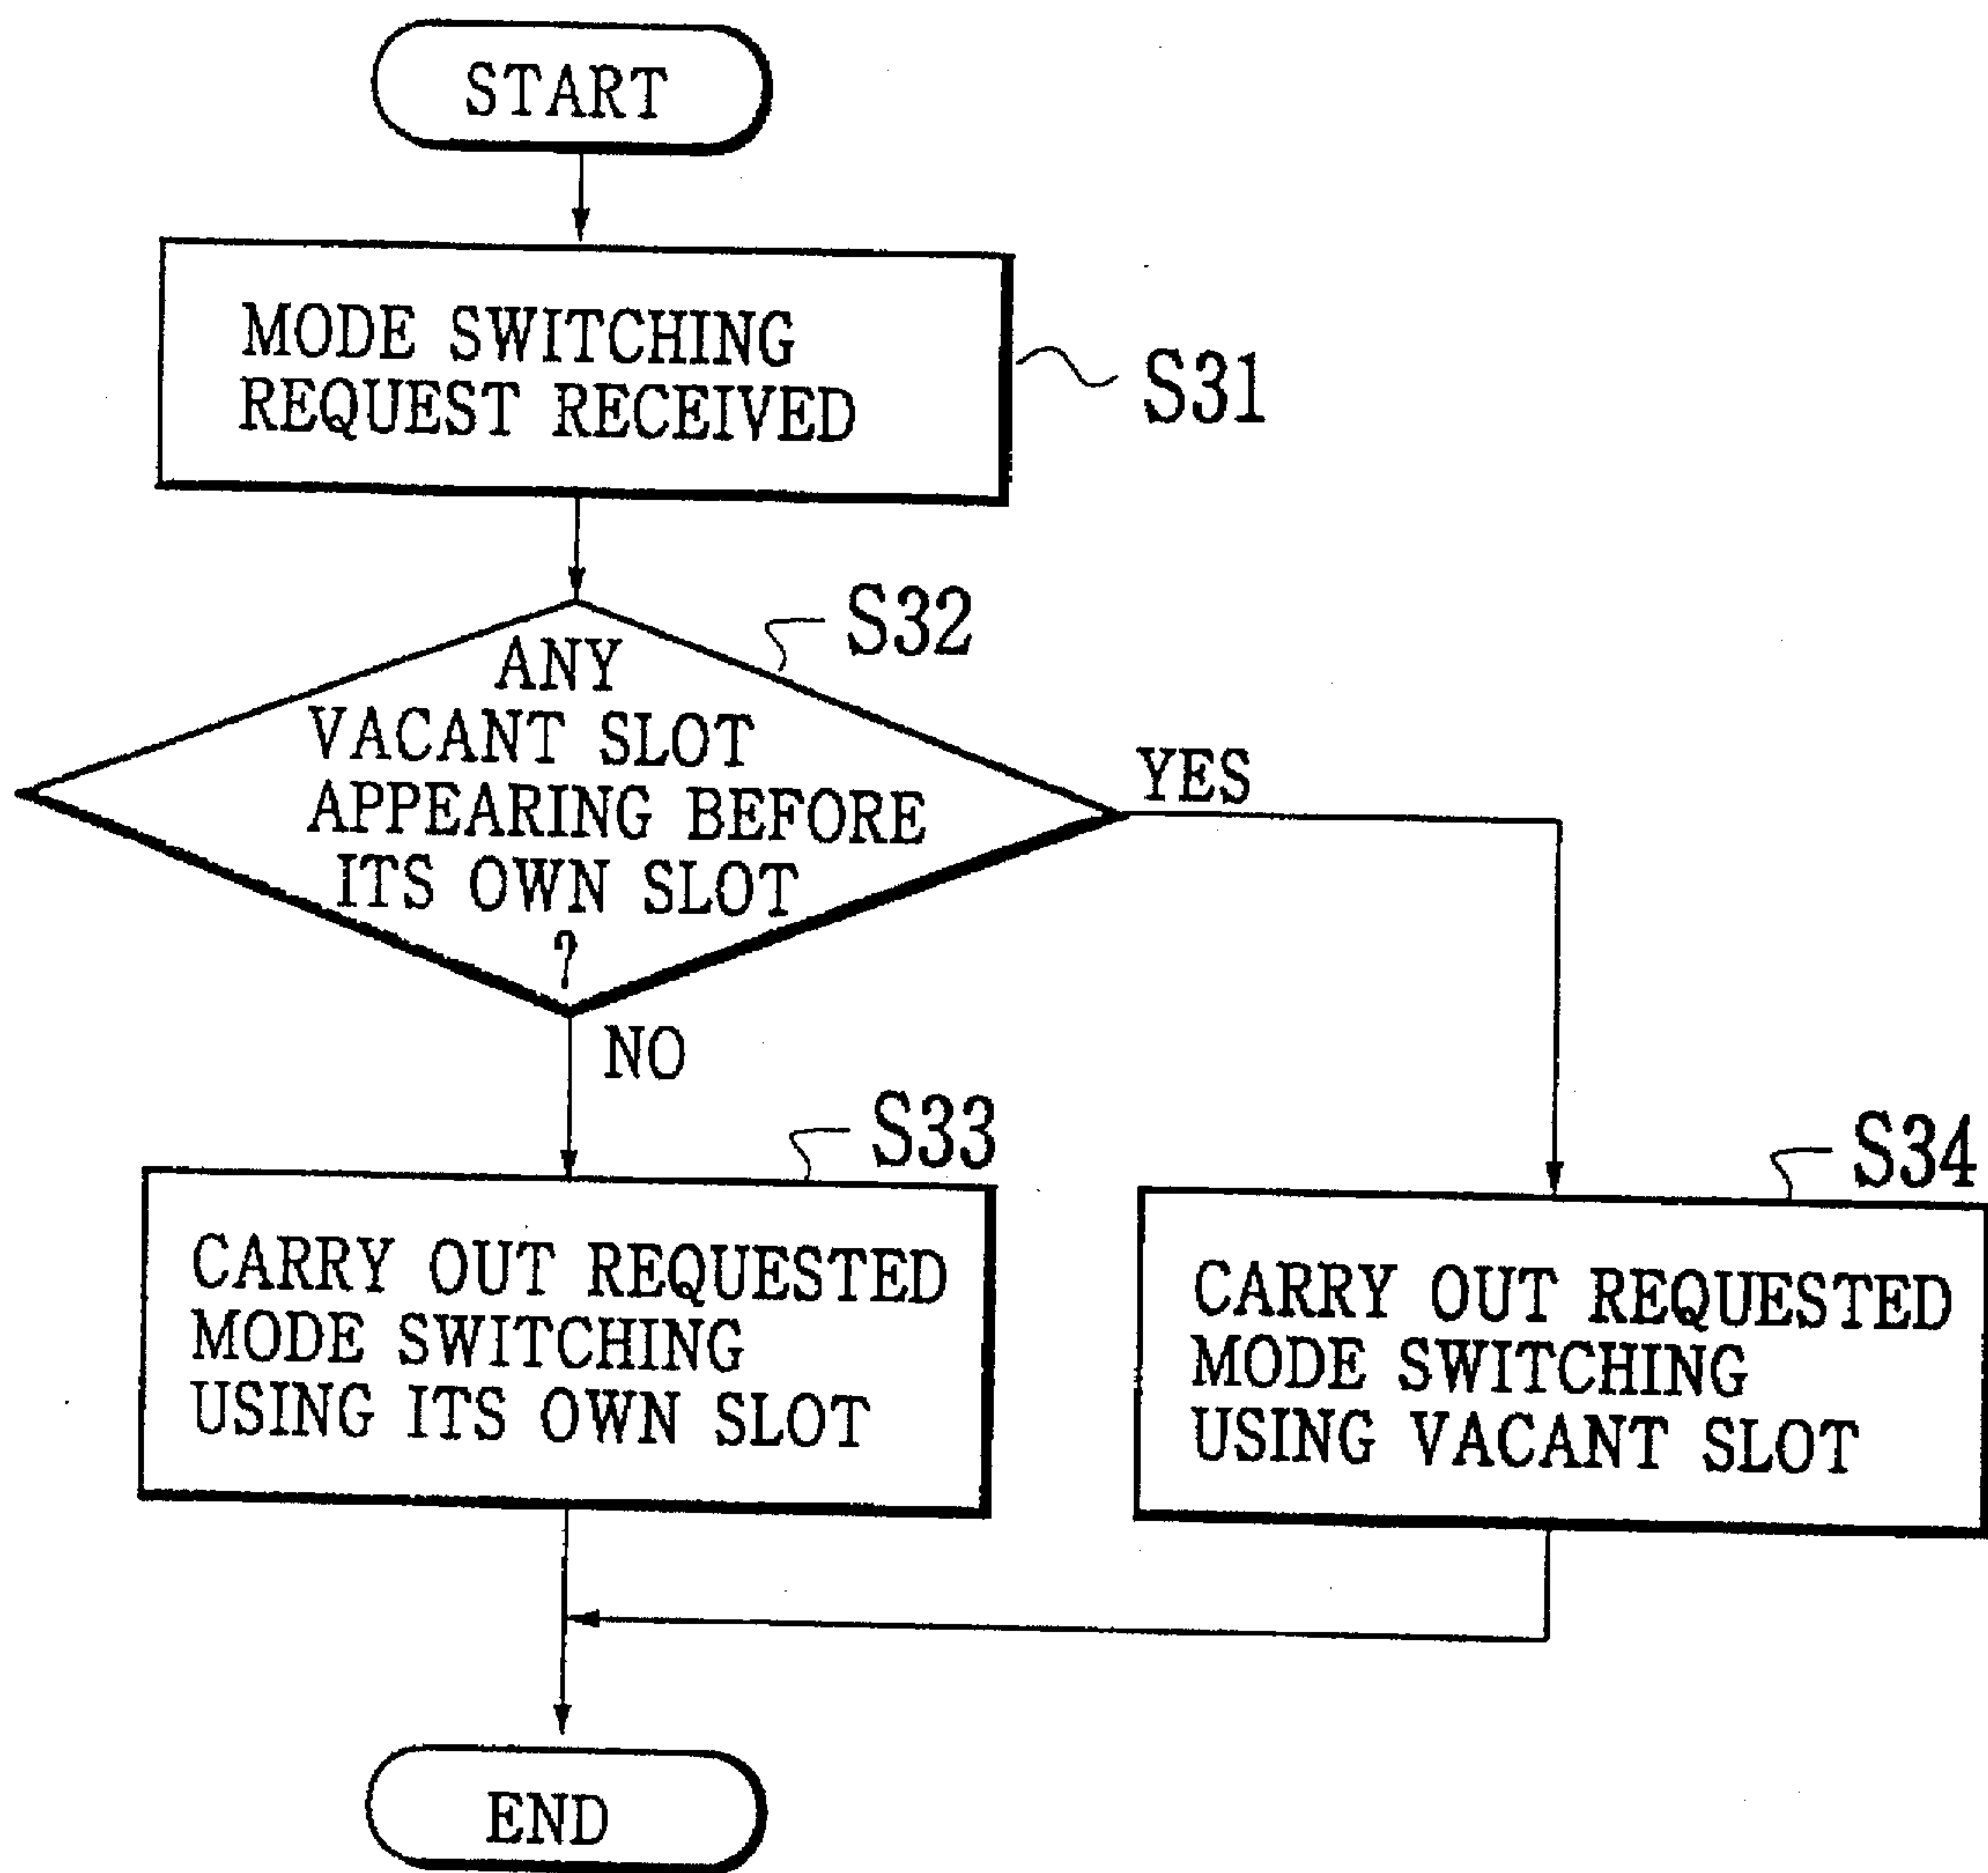 START
MODE SWITCHING
REQUEST RECEIVED
S31
S32
ANY
VACANT SLOT
APPEARING BEFORE
ITS OWN SLOT
?
YES
NO
S33
CARRY OUT REQUESTED
MODE SWITCHING
USING ITS OWN SLOT
S34
CARRY OUT REQUESTED
MODE SWITCHING
USING VACANT SLOT
END